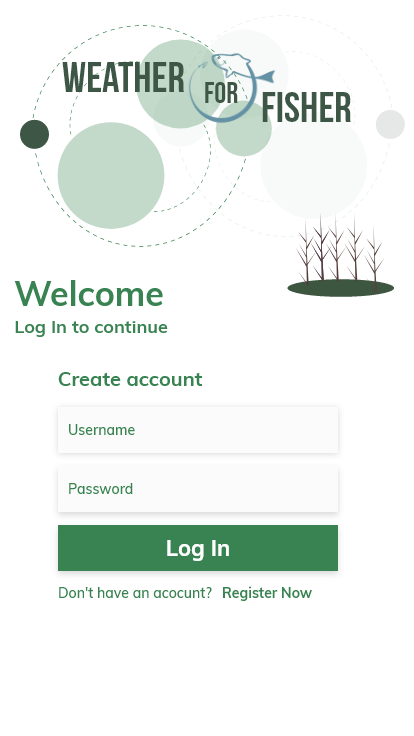 WEATHER
FOR
FISHER
Welcome
Log In to continue
Create account
Username
Password
Log In
Don't have an acocunt? Register Now